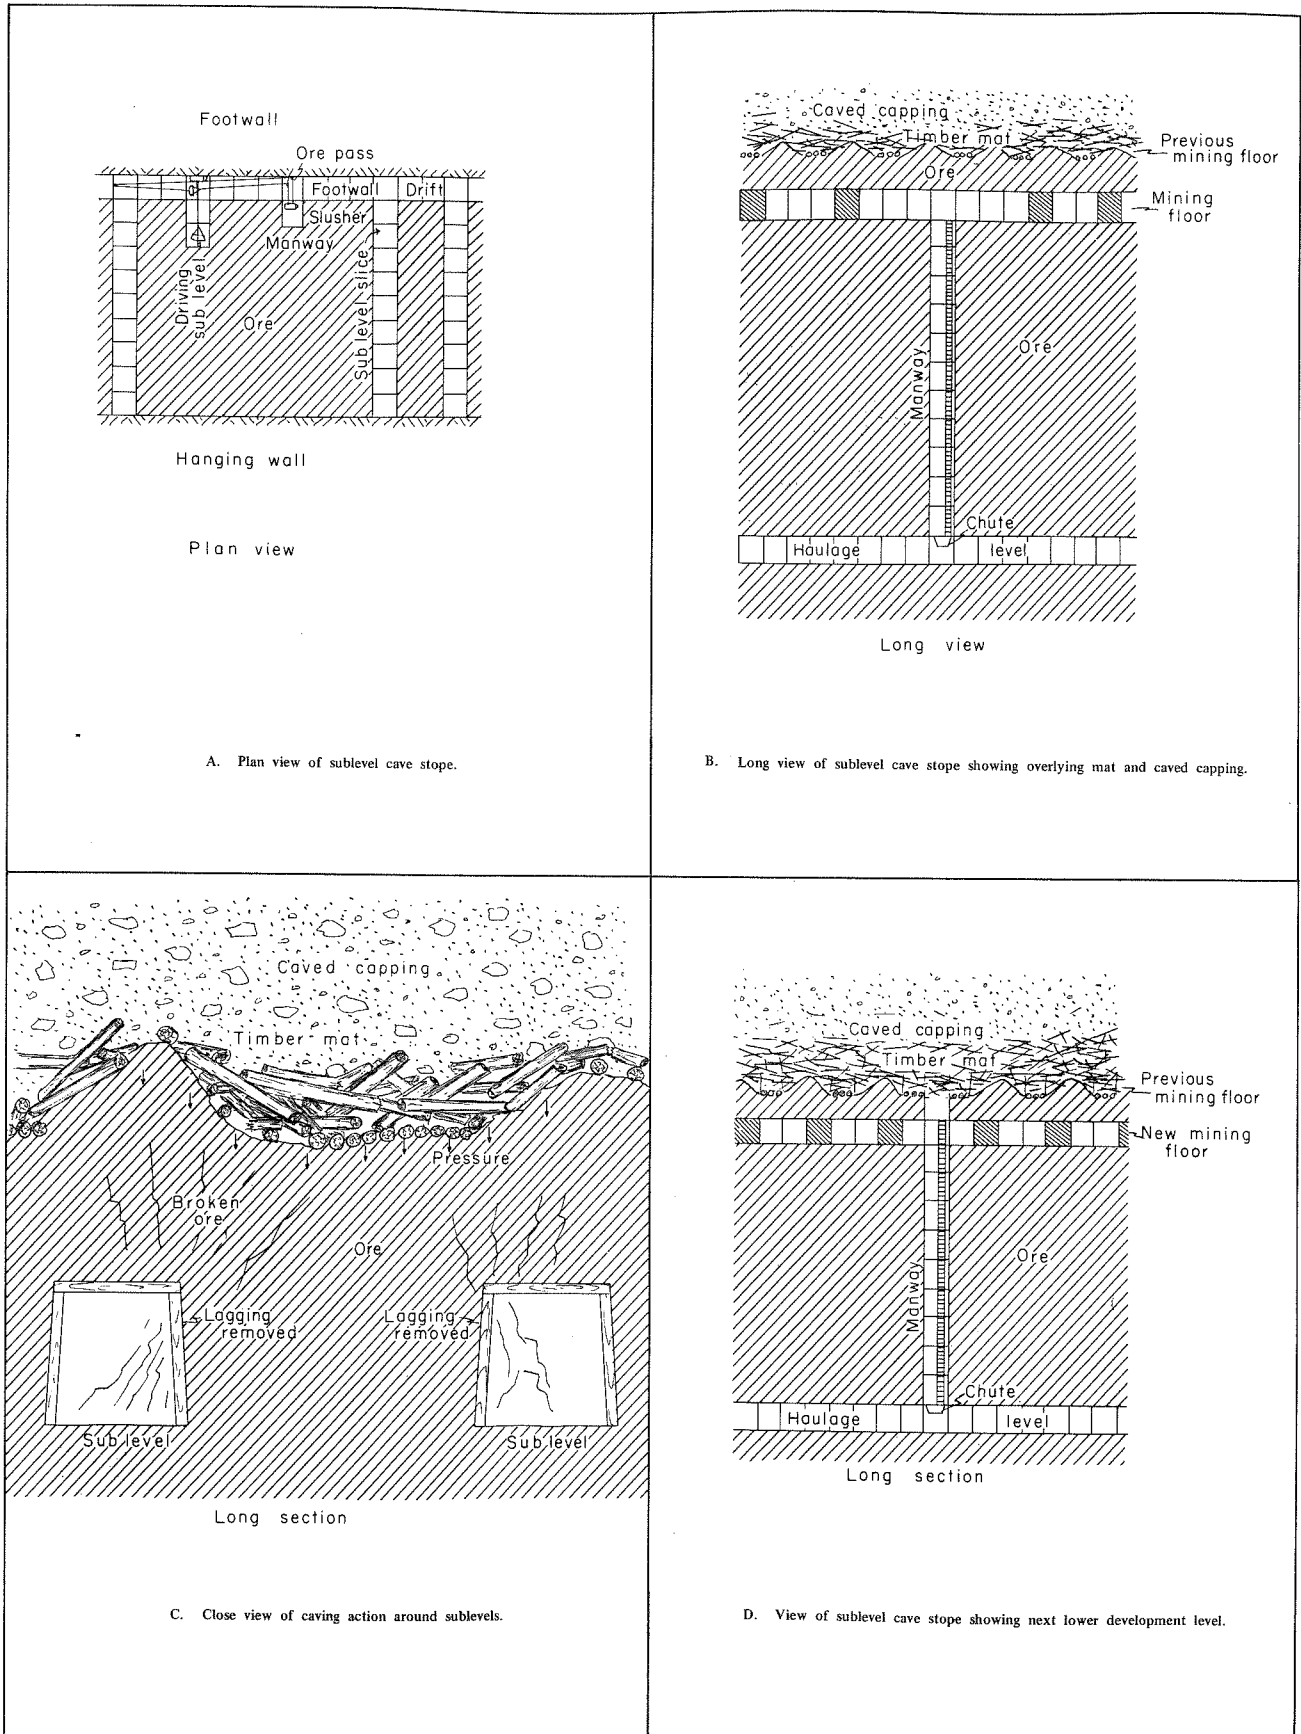 Footwall
Ore pass
Footwall Drift
Slusher
Manway
Driving
sub level
Sub level slice
Ore
Hanging wall
Plan view
A. Plan view of sublevel cave stope.
Caved capping
Timber mat
Previous
mining floor
Ore
Mining
floor
Manway
Ore
Chute
Haulage level
Long view
B. Long view of sublevel cave stope showing overlying mat and caved capping.
Caved capping
Timber mat
Pressure
Broken
ore
Ore
Lagging
removed
Lagging
removed
Sub level
Sub level
Long section
C. Close view of caving action around sublevels.
Caved capping
Timber mat
Previous
mining floor
New mining
floor
Ore
Manway
Chute
Haulage level
Long section
D. View of sublevel cave stope showing next lower development level.